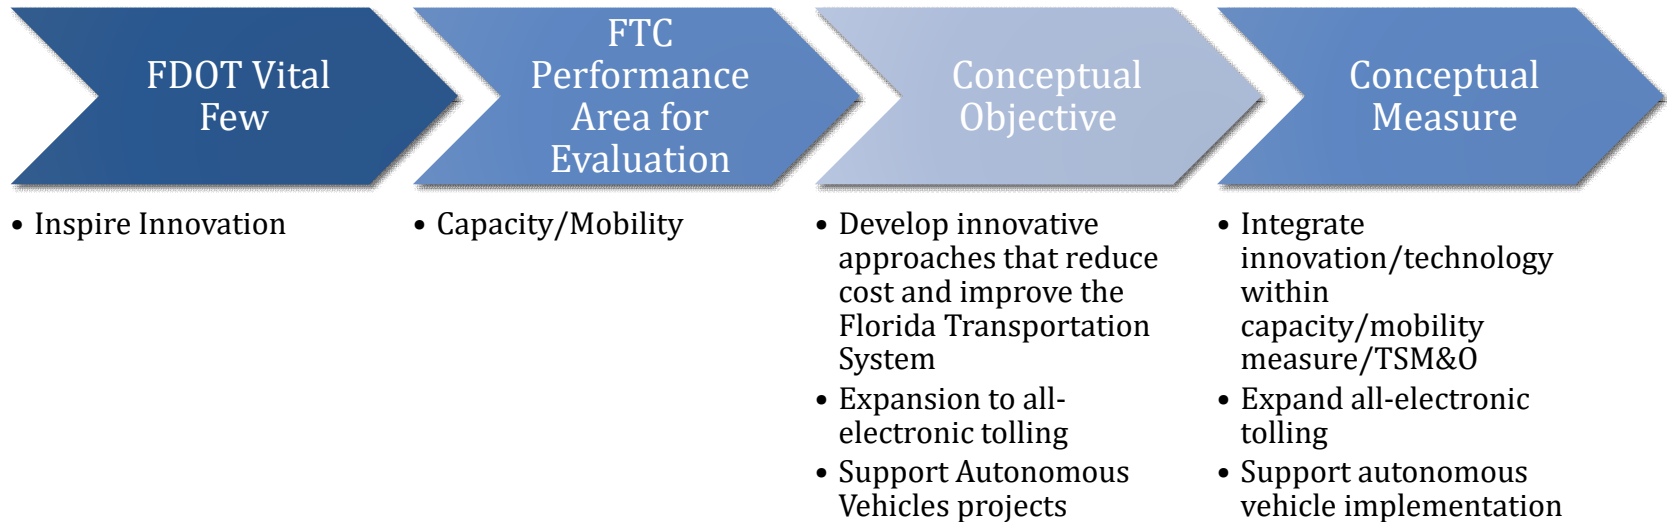 FDOT Vital
Few
FTC
Performance
Area for
Evaluation
Conceptual
Objective
Conceptual
Measure
• Inspire Innovation
• Capacity/Mobility
• Develop innovative
approaches that reduce
cost and improve the
Florida Transportation
System
• Expansion to all-
electronic tolling
• Support Autonomous
Vehicles projects
• Integrate
innovation/technology
within
capacity/mobility
measure/TSM&O
• Expand all-electronic
tolling
• Support autonomous
vehicle implementation